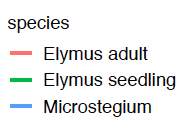 species
Elymus adult
Elymus seedling
Microstegium